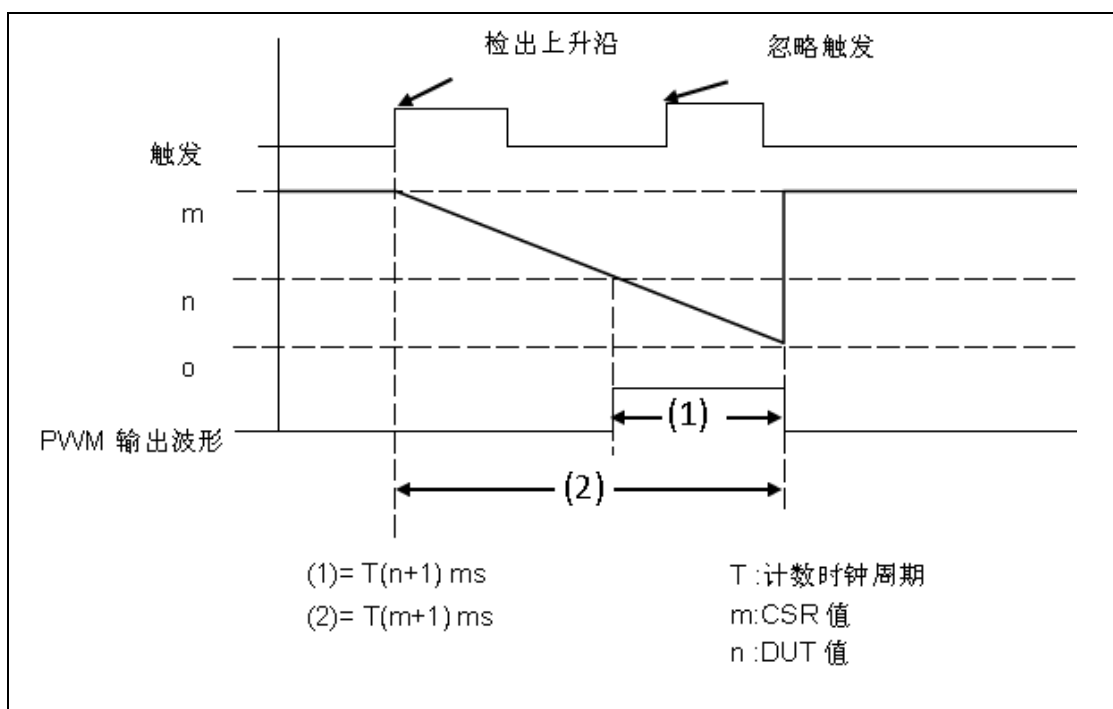 检出上升沿
忽略触发
触发
m
n
o
PWM 输出波形
(1)
(2)
(1)= T(n+1) ms
(2)= T(m+1) ms
T :计数时钟周期
m:CSR 值
n :DUT 值